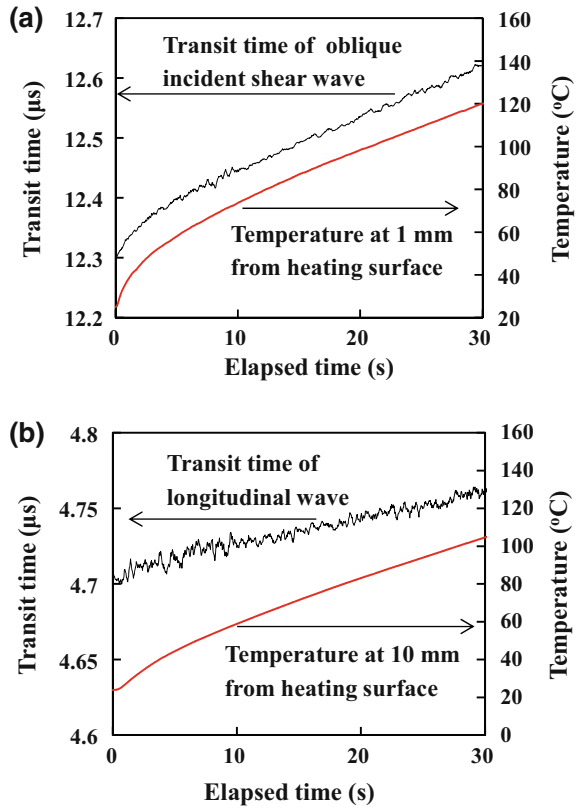 (a)
12.7
12.6
12.5
12.4
12.3
12.2
Transit time (μs)
160
140
120
100
80
60
40
20
Temperature (°C)
Transit time of oblique
incident shear wave
Temperature at 1 mm
from heating surface
0
10
20
30
Elapsed time (s)
(b)
4.8
4.75
4.7
4.65
4.6
Transit time (μs)
160
140
120
100
80
60
40
20
0
Temperature (°C)
Transit time of
longitudinal wave
Temperature at 10 mm
from heating surface
0
10
20
30
Elapsed time (s)